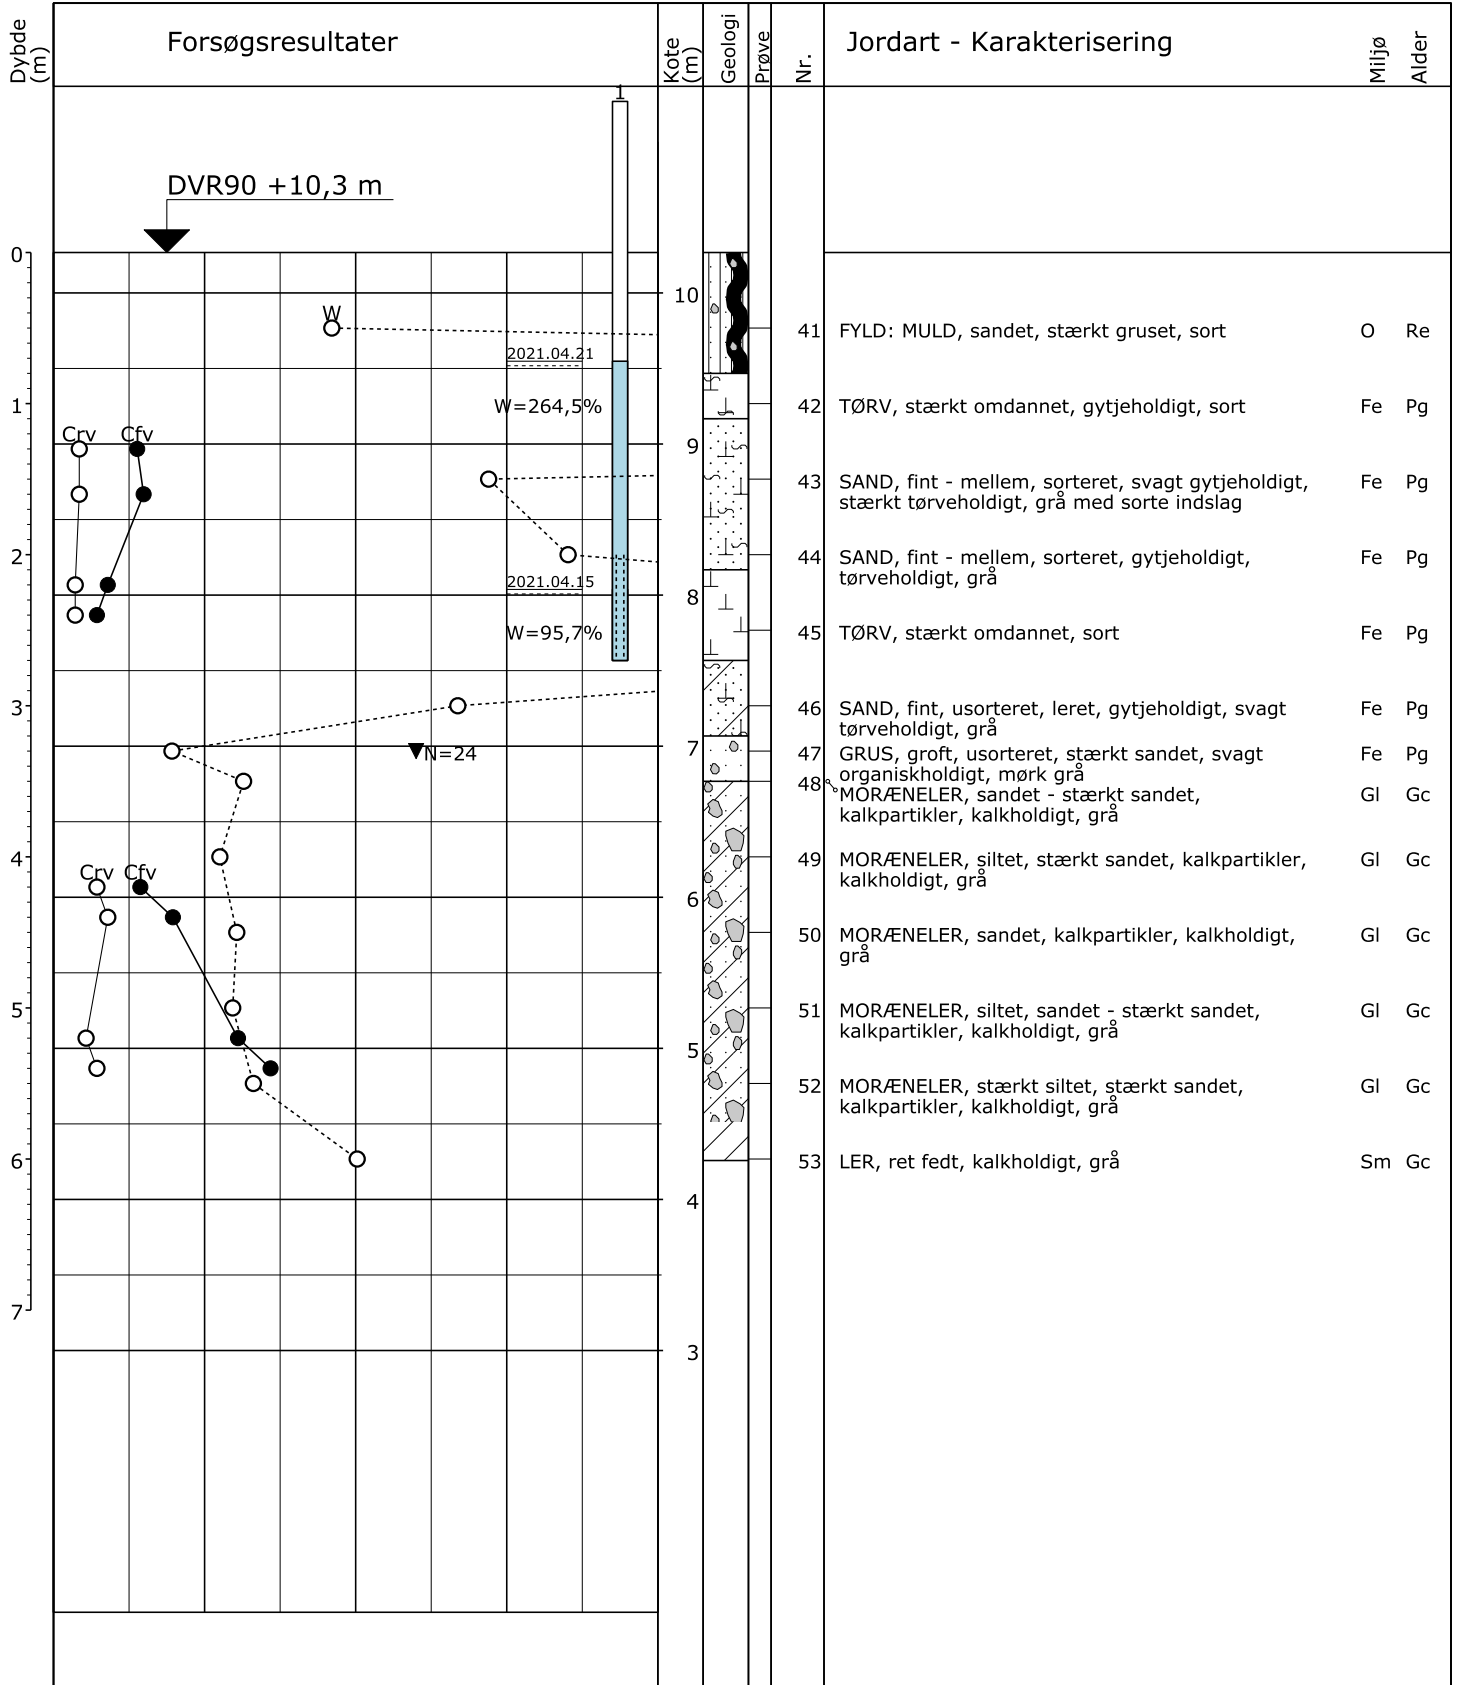 Dybde (m)
Forsøgsresultater
Kote (m)
Geologi
Prøve
Nr.
Jordart - Karakterisering
Miljø
Alder
1
DVR90 +10,3 m
0
10
W
41 FYLD: MULD, sandet, stærkt gruset, sort O Re
2021.04.21
1
W=264,5%
42 TØRV, stærkt omdannet, gytjeholdigt, sort Fe Pg
Crv Cfv
9
43 SAND, fint - mellem, sorteret, svagt gytjeholdigt, Fe Pg
stærkt tørveholdigt, grå med sorte indslag
2
44 SAND, fint - mellem, sorteret, gytjeholdigt, Fe Pg
tørveholdigt, grå
2021.04.15
8
W=95,7%
45 TØRV, stærkt omdannet, sort Fe Pg
3
46 SAND, fint, usorteret, leret, gytjeholdigt, svagt Fe Pg
tørveholdigt, grå
N=24
7
47 GRUS, groft, usorteret, stærkt sandet, svagt Fe Pg
organiskholdigt, mørk grå
48 MORÆNELER, sandet - stærkt sandet, Gl Gc
kalkpartikler, kalkholdigt, grå
4
49 MORÆNELER, siltet, stærkt sandet, kalkpartikler, Gl Gc
kalkholdigt, grå
Crv Cfv
6
50 MORÆNELER, sandet, kalkpartikler, kalkholdigt, Gl Gc
grå
5
51 MORÆNELER, siltet, sandet - stærkt sandet, Gl Gc
kalkpartikler, kalkholdigt, grå
5
52 MORÆNELER, stærkt siltet, stærkt sandet, Gl Gc
kalkpartikler, kalkholdigt, grå
6
53 LER, ret fedt, kalkholdigt, grå Sm Gc
4
7
3